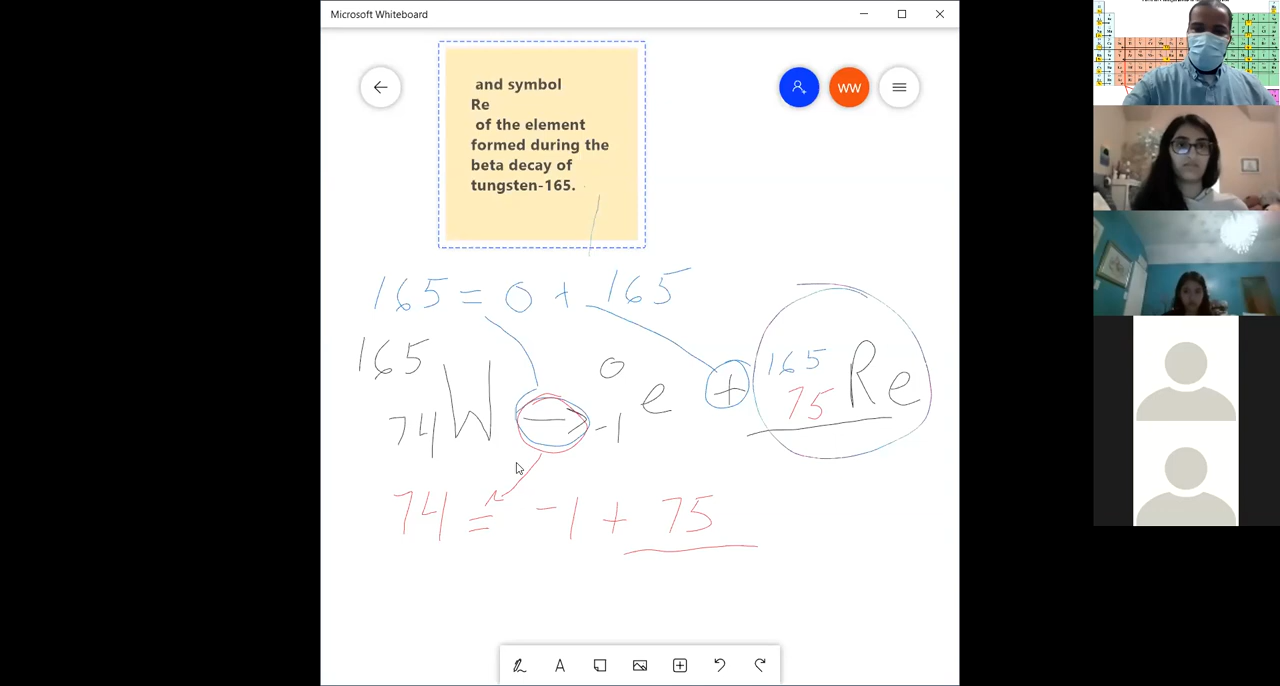 Microsoft Whiteboard
and symbol
Re
of the element
formed during the
beta decay of
tungsten-165.
WW
165 = 0 + 165
165 74 W -> 0 -1 e + 165 75 Re
74 = -1 + 75
A